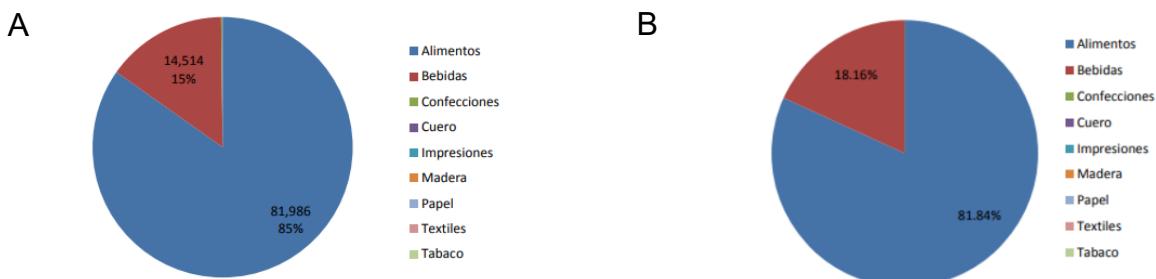 A
14,514
15%
81,986
85%
Alimentos
Bebidas
Confecciones
Cuero
Impresiones
Madera
Papel
Textiles
Tabaco
B
18.16%
81.84%
Alimentos
Bebidas
Confecciones
Cuero
Impresiones
Madera
Papel
Textiles
Tabaco